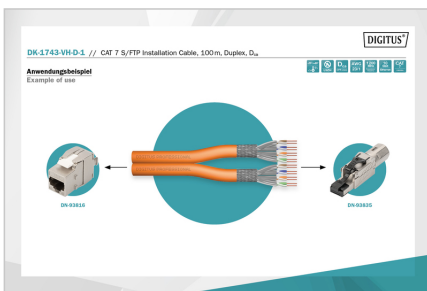 DIGITUS®
DK-1743-VH-D-1 // CAT 7 S/FTP Installation Cable, 100 m, Duplex, Dca
Anwendungsbeispiel
Example of use
DN-93818
DN-93835